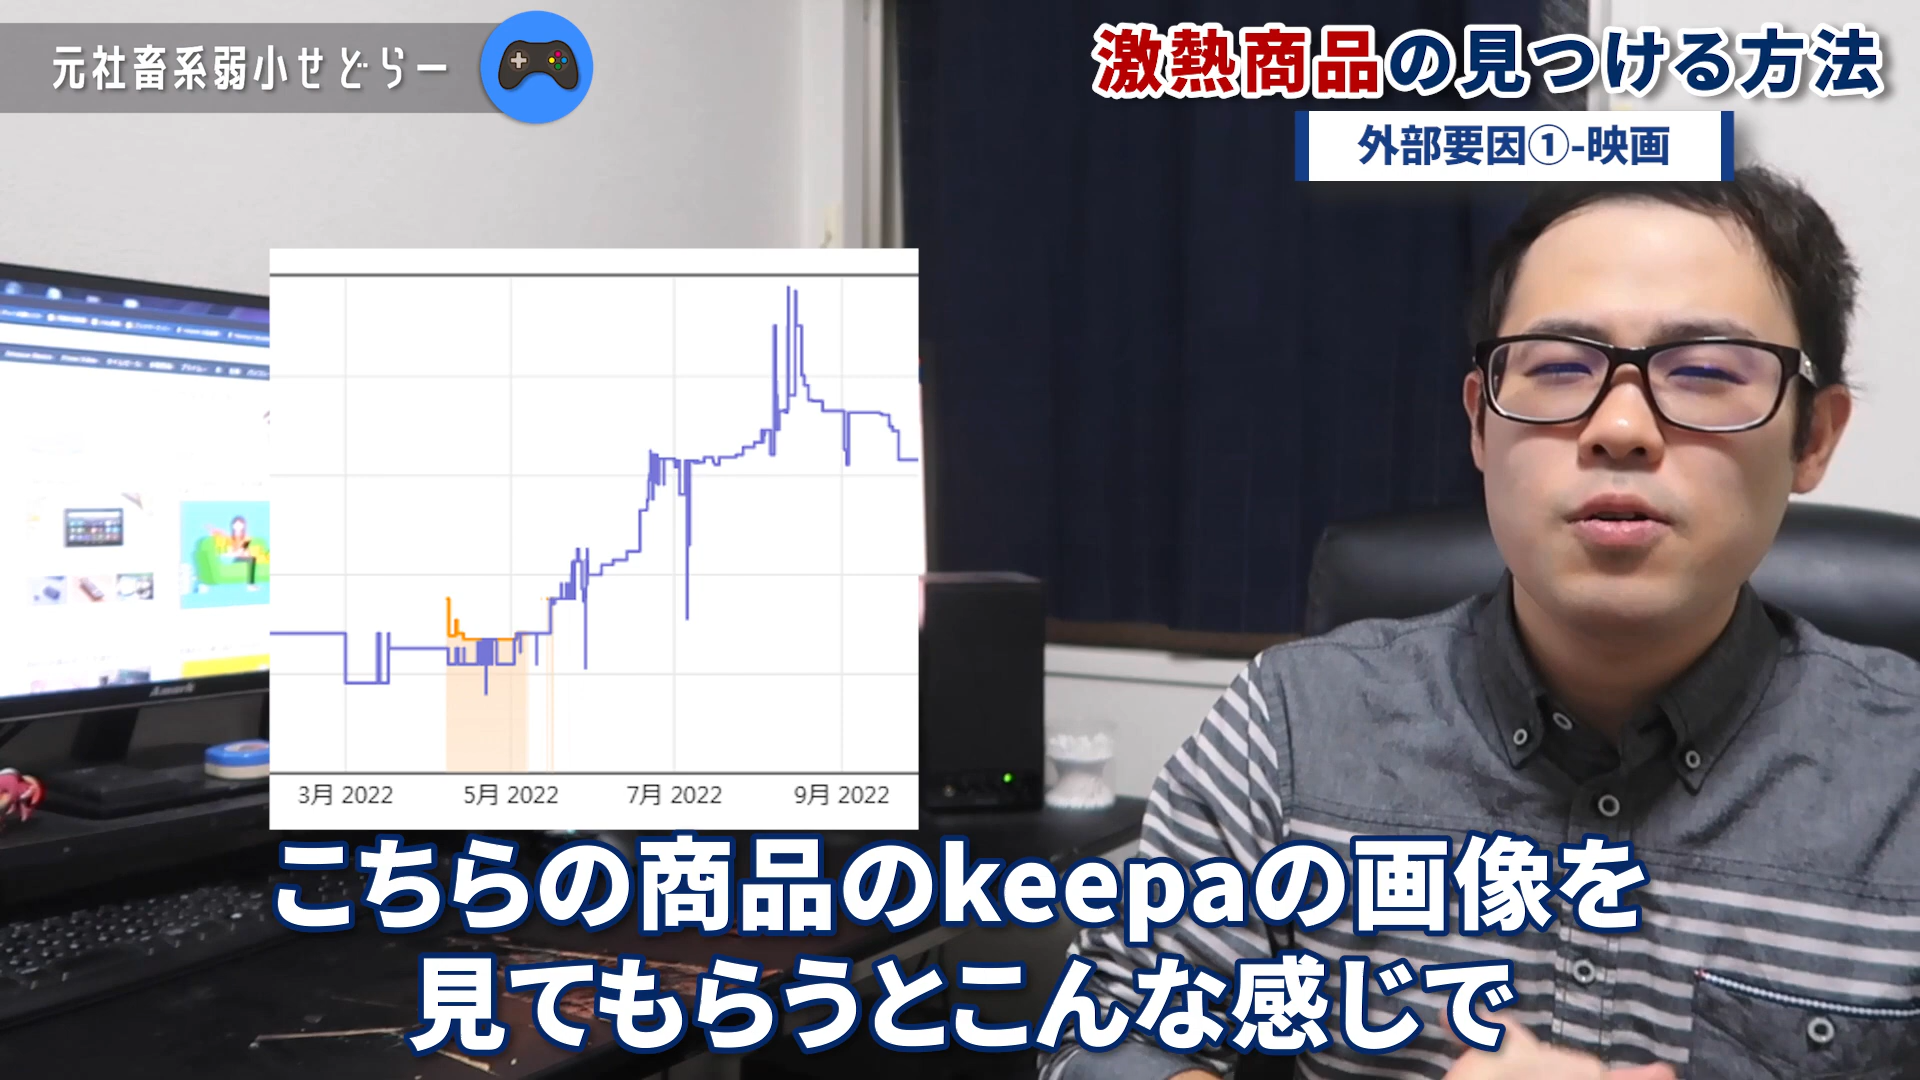 元社畜系弱小せどらー
激熱商品の見つける方法
外部要因①-映画
3月 2022
5月 2022
7月 2022
9月 2022
こちらの商品のkeepaの画像を
見てもらうとこんな感じで